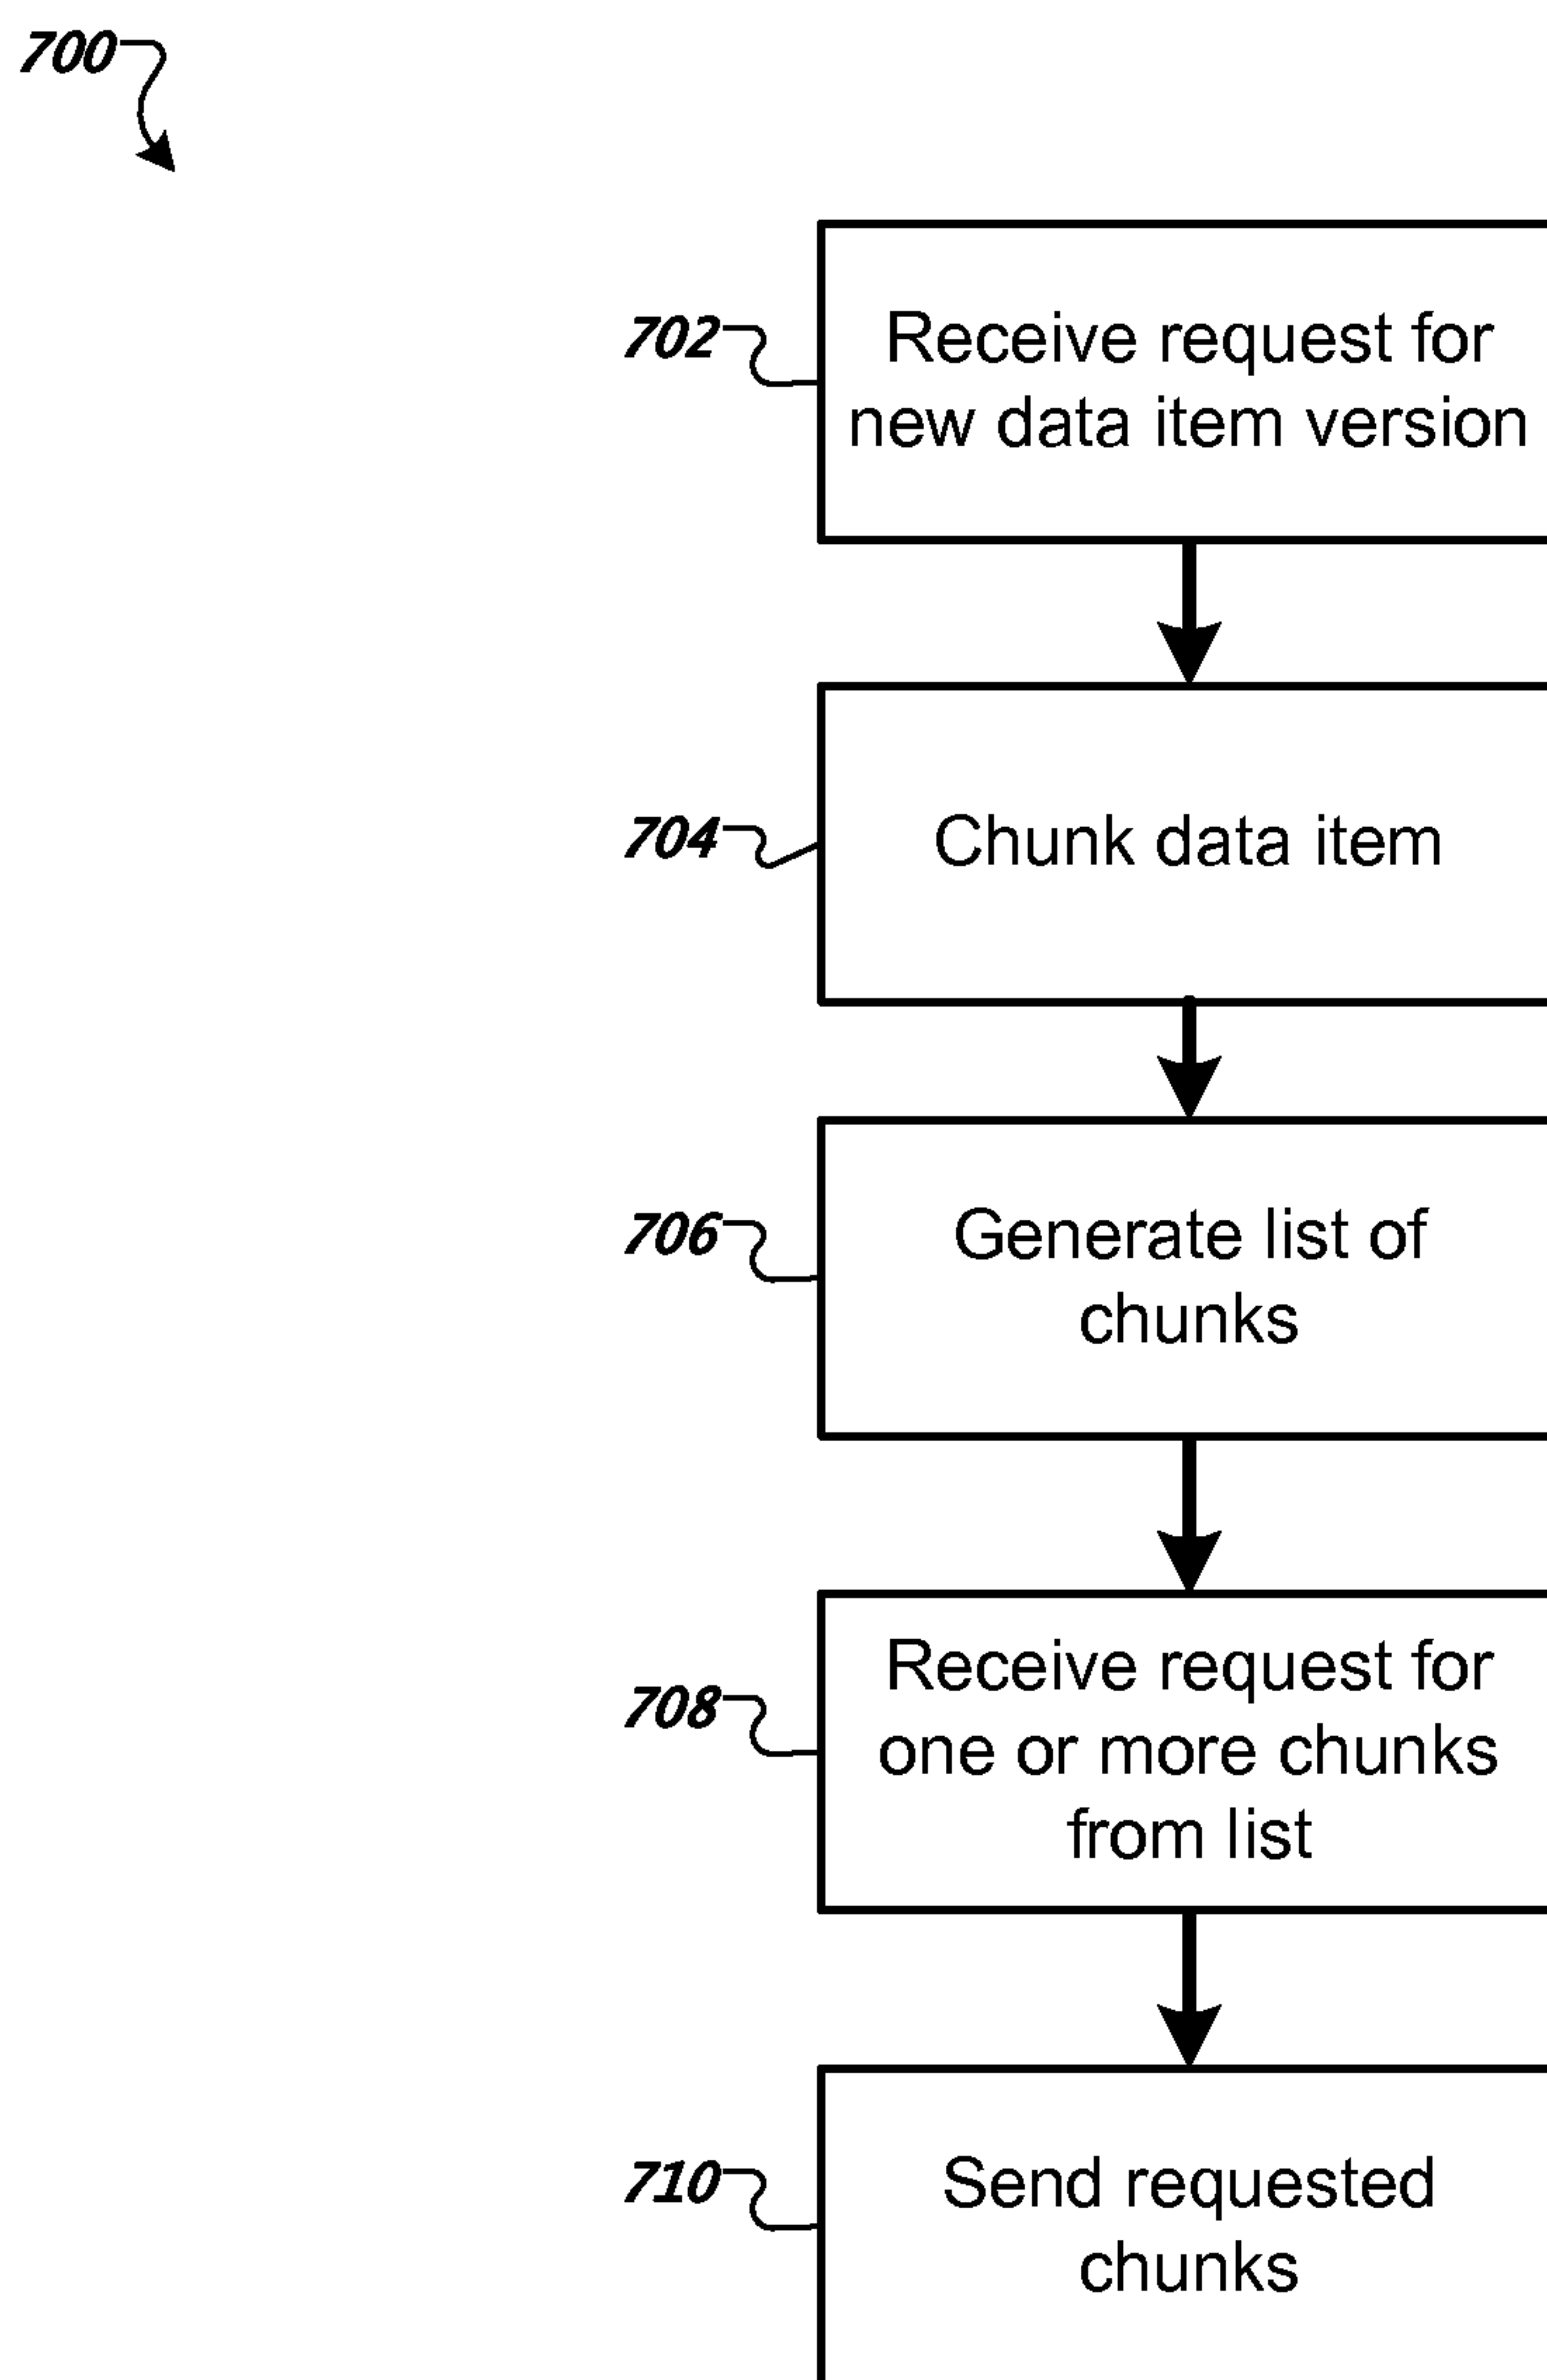 700
702
Receive request for
new data item version
704
Chunk data item
706
Generate list of
chunks
708
Receive request for
one or more chunks
from list
710
Send requested
chunks